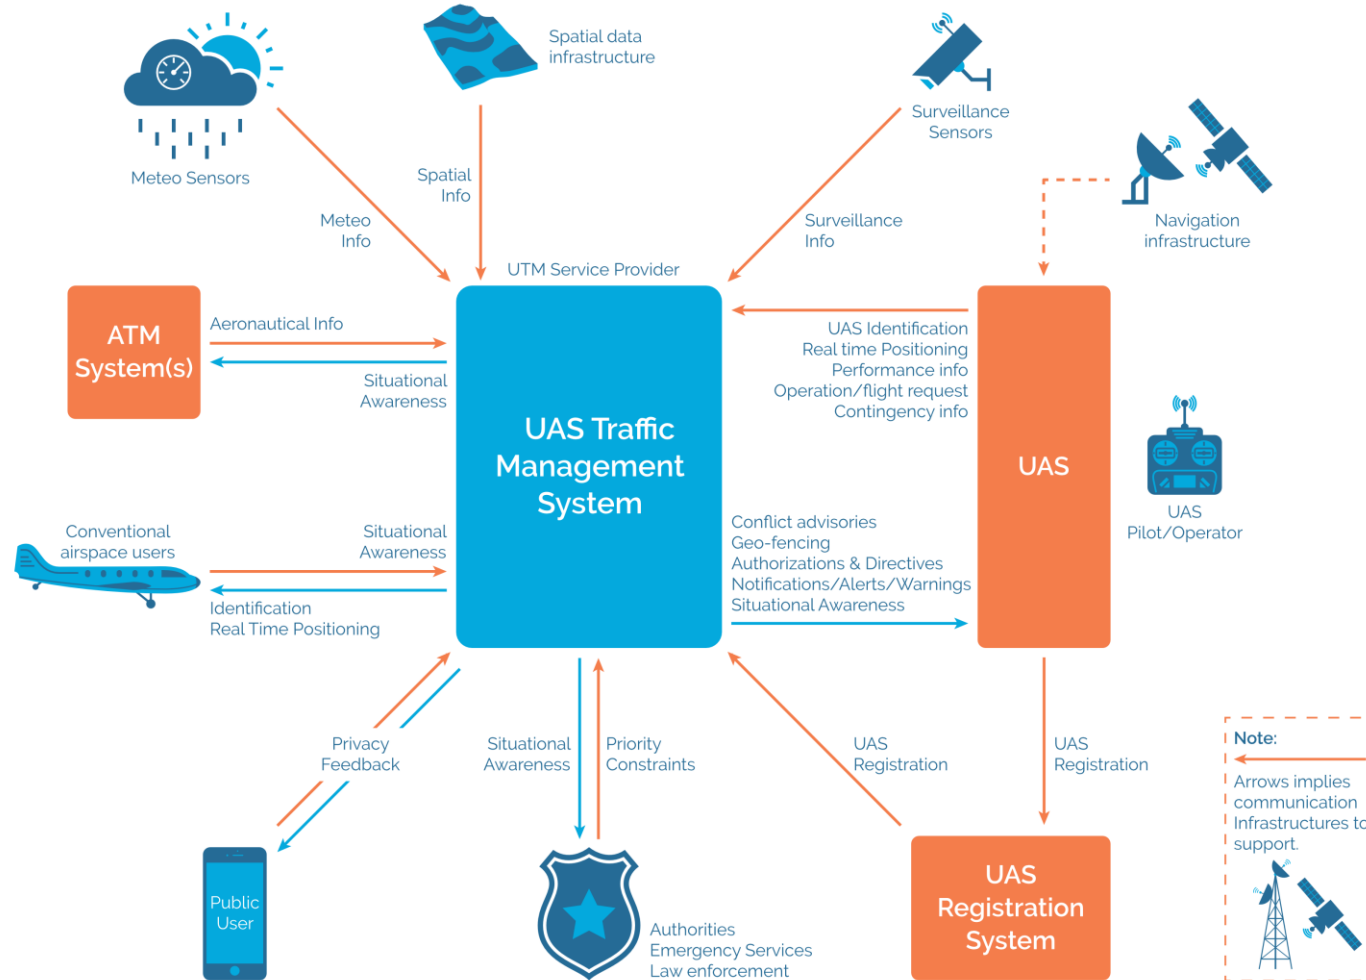 Spatial data
infrastructure
Surveillance
Sensors
Meteo Sensors
Spatial
Info
Meteo
Info
Surveillance
Info
Navigation
infrastructure
UTM Service Provider
ATM
System(s)
Aeronautical Info
Situational
Awareness
UAS Identification
Real time Positioning
Performance info
Operation/flight request
Contingency info
UAS Traffic
Management
System
UAS
UAS
Pilot/Operator
Conventional
airspace users
Situational
Awareness
Identification
Real Time Positioning
Conflict advisories
Geo-fencing
Authorizations & Directives
Notifications/Alerts/Warnings
Situational Awareness
Privacy
Feedback
Situational
Awareness
Priority
Constraints
UAS
Registration
UAS
Registration
Note:
Arrows implies
communication
Infrastructures to
support.
Public
User
Authorities
Emergency Services
Law enforcement
UAS
Registration
System